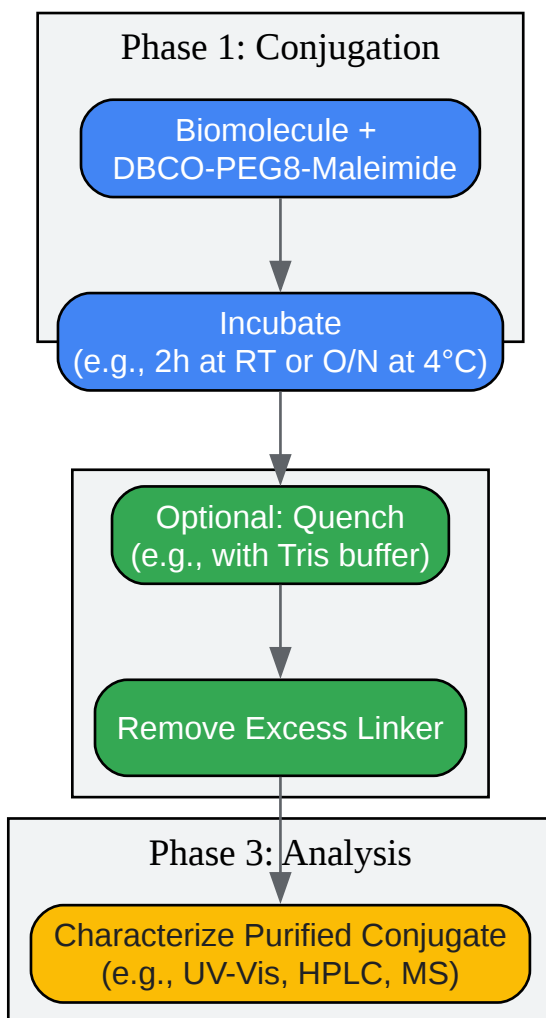 Phase 1: Conjugation
Biomolecule +
DBCO-PEG8-Maleimide
Incubate
(e.g., 2h at RT or O/N at 4°C)
Optional: Quench
(e.g., with Tris buffer)
Remove Excess Linker
Phase 3: Analysis
Characterize Purified Conjugate
(e.g., UV-Vis, HPLC, MS)